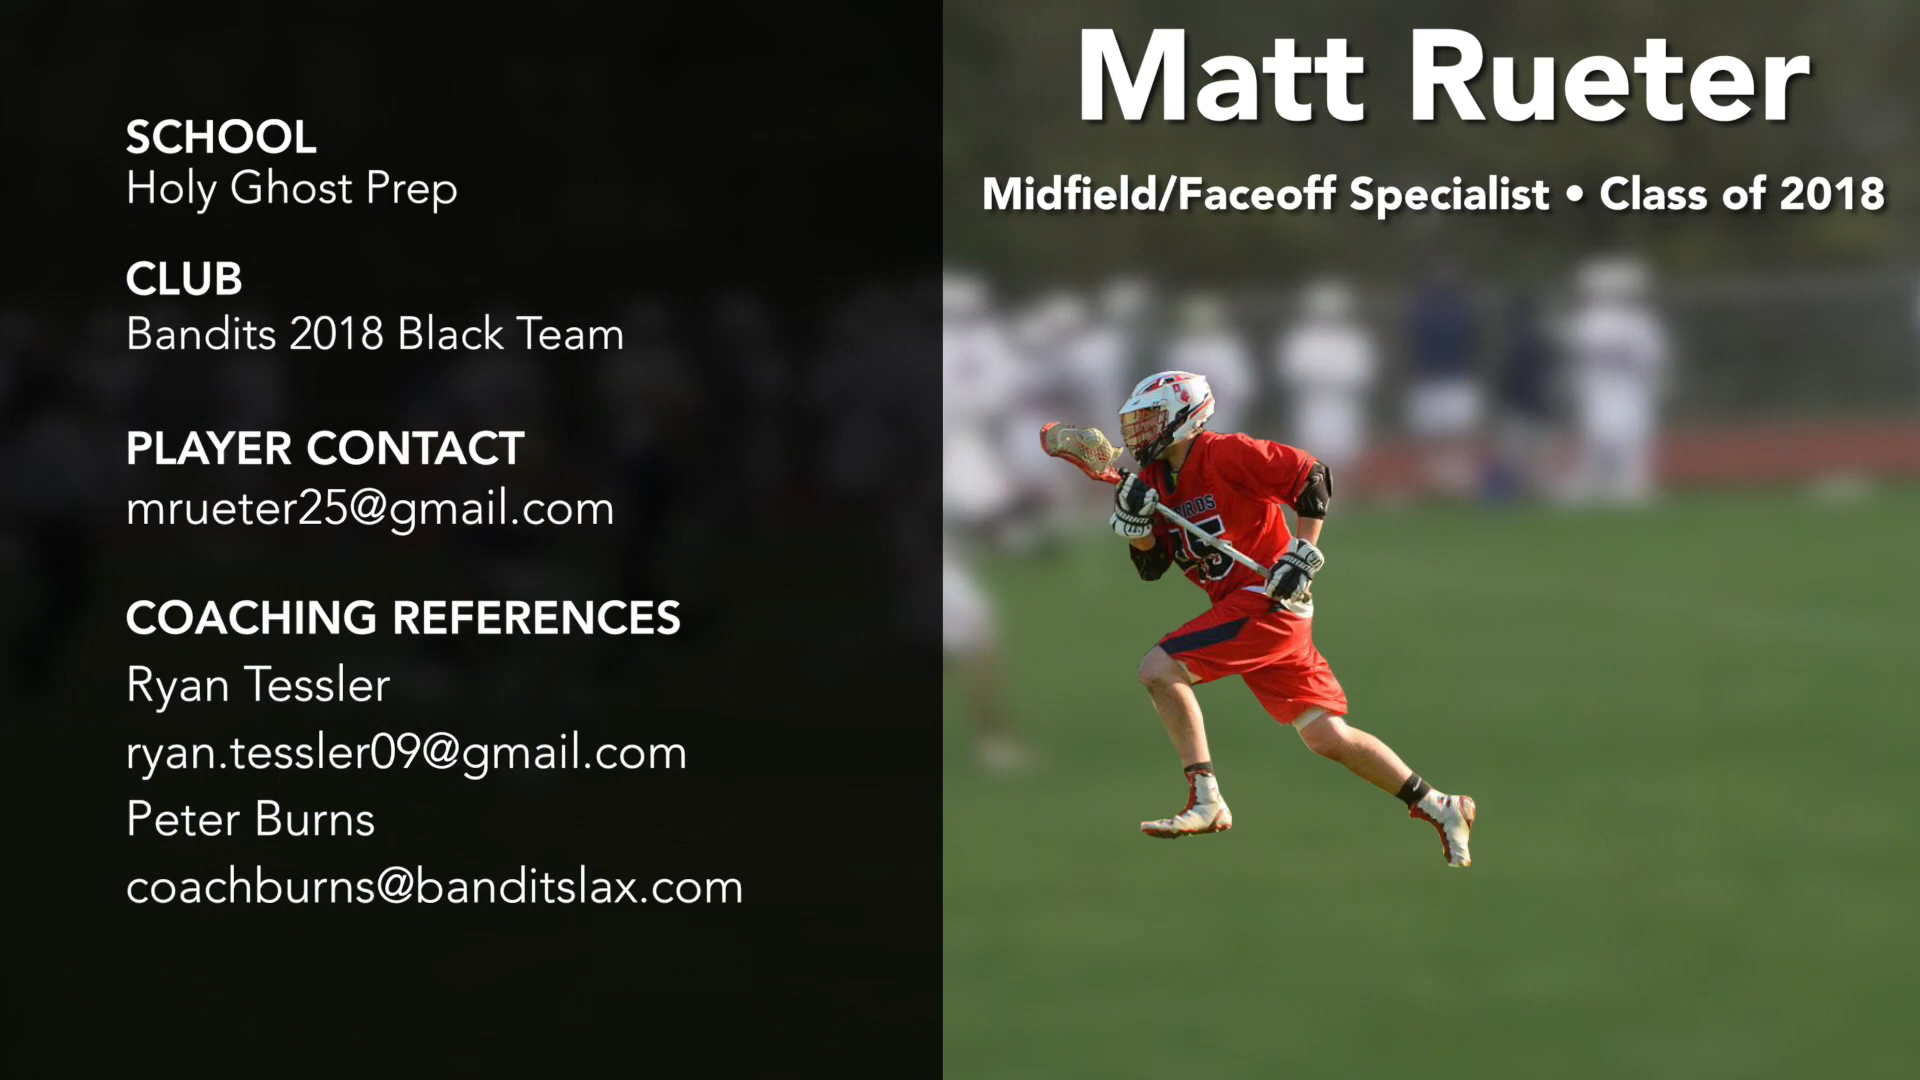 SCHOOL
Holy Ghost Prep
CLUB
Bandits 2018 Black Team
PLAYER CONTACT
mrueter25@gmail.com
COACHING REFERENCES
Ryan Tessler
ryan.tessler09@gmail.com
Peter Burns
coachburns@banditslax.com
Matt Rueter
Midfield/Faceoff Specialist • Class of 2018
25